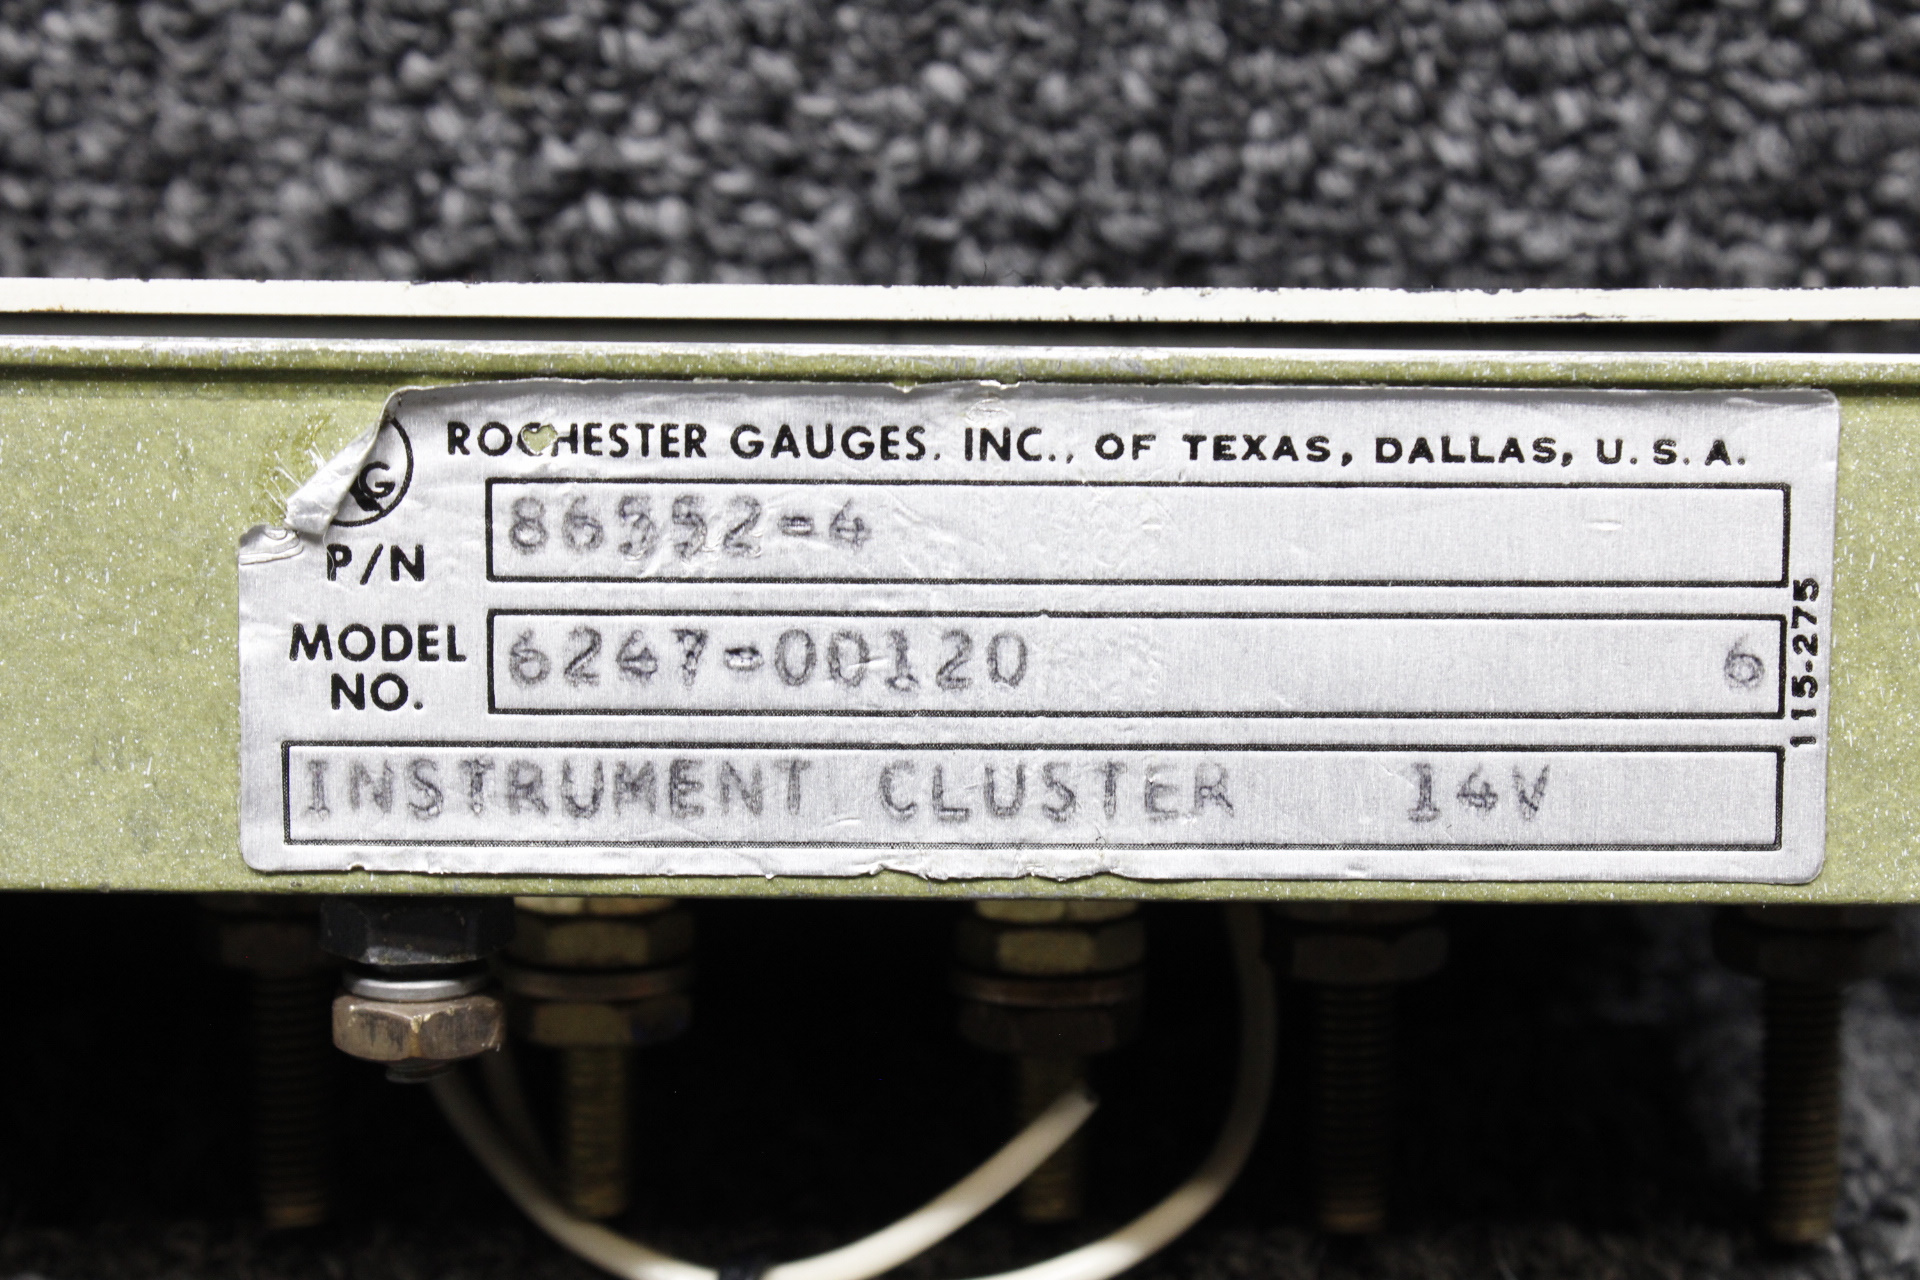 ROCHESTER GAUGES, INC., OF TEXAS, DALLAS, U.S.A.
G
P/N 86552-4
MODEL NO. 6247-00120 6
INSTRUMENT CLUSTER 14V
115-275